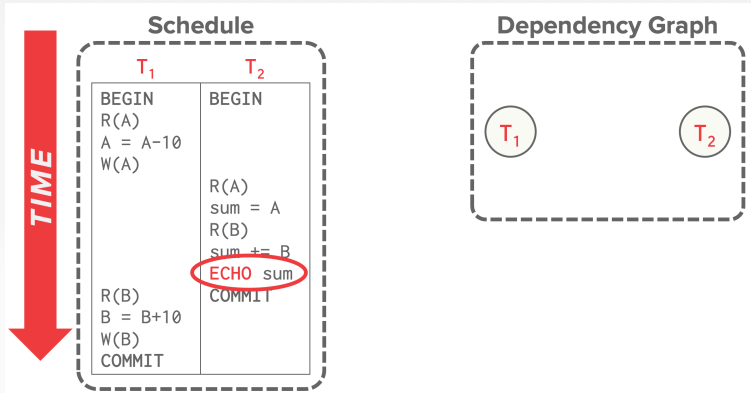 Schedule
Dependency Graph
TIME
T1 T2
BEGIN BEGIN
R(A)
A = A-10
W(A)
R(A)
sum = A
R(B)
sum += B
ECHO sum
R(B) COMMIT
B = B+10
W(B)
COMMIT
T1 T2